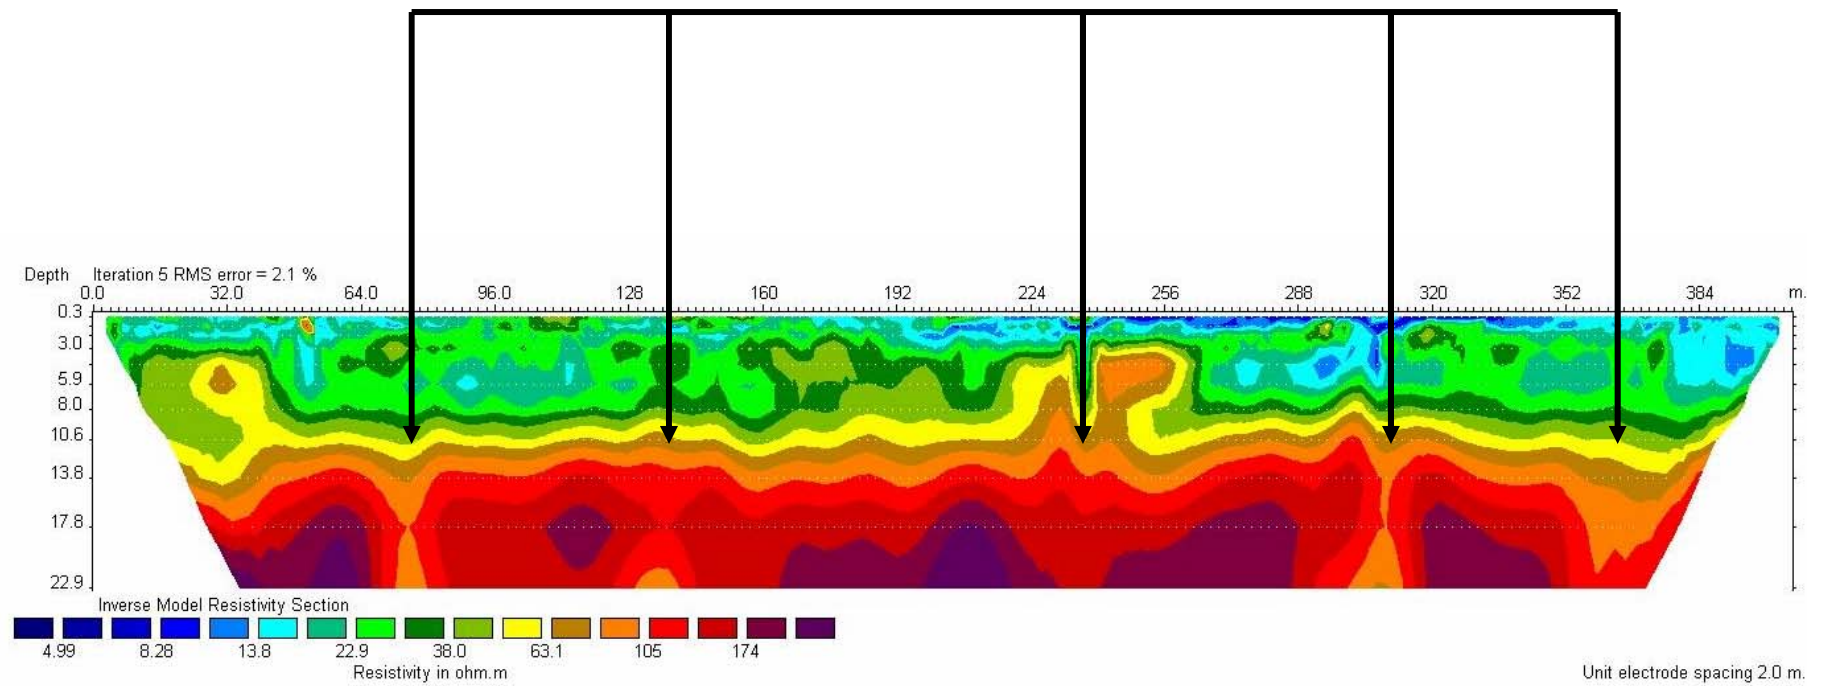 Depth Iteration 5 RMS error = 2.1 %
0.0 32.0 64.0 96.0 128 160 192 224 256 288 320 352 384 m.
0.3
3.0
5.9
8.0
10.6
13.8
17.8
22.9
Inverse Model Resistivity Section
4.99 8.28 13.8 22.9 38.0 63.1 105 174
Resistivity in ohm.m
Unit electrode spacing 2.0 m.